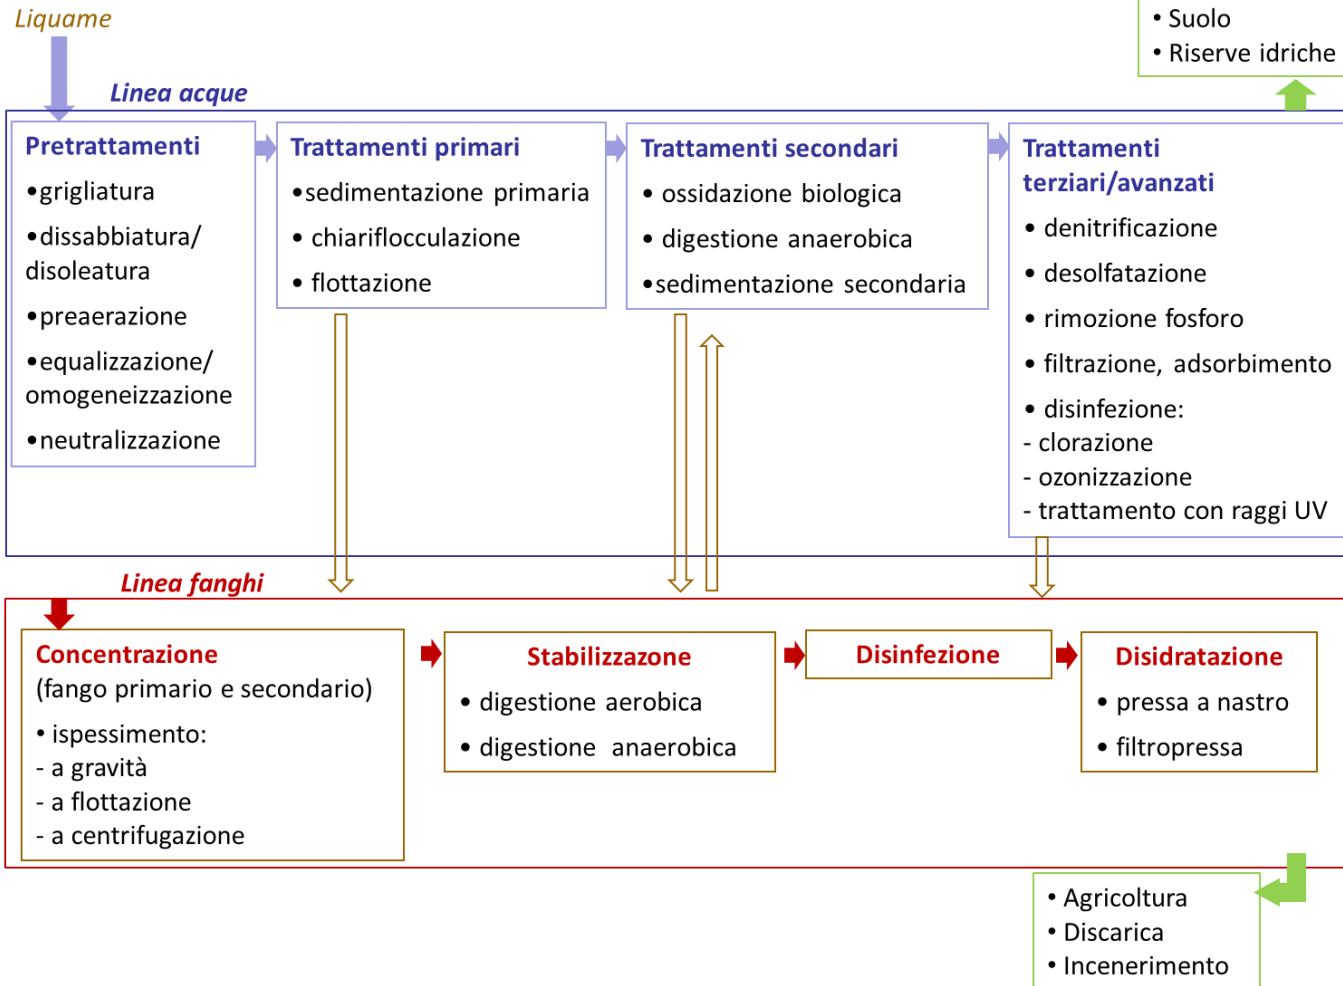 Liquame
• Suolo
• Riserve idriche
Linea acque
Pretrattamenti
•grigliatura
•dissabbiatura/
disoleatura
•preaerazione
•equalizzazione/
omogeneizzazione
•neutralizzazione
Trattamenti primari
•sedimentazione primaria
• chiariflocculazione
• flottazione
Trattamenti secondari
• ossidazione biologica
• digestione anaerobica
•sedimentazione secondaria
Trattamenti
terziari/avanzati
• denitrificazione
• desolfatazione
• rimozione fosforo
• filtrazione, adsorbimento
• disinfezione:
- clorazione
- ozonizzazione
- trattamento con raggi UV
Linea fanghi
Concentrazione
(fango primario e secondario)
• ispessimento:
- a gravità
- a flottazione
- a centrifugazione
Stabilizzazone
• digestione aerobica
• digestione anaerobica
Disinfezione
Disidratazione
• pressa a nastro
• filtropressa
• Agricoltura
• Discarica
• Incenerimento